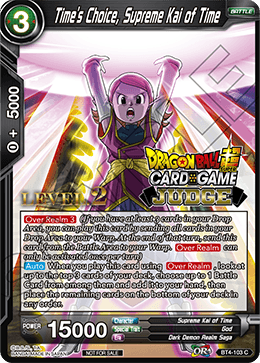 3
Time's Choice, Supreme Kai of Time
BATTLE
+ 5000
LEVEL 2
DRAGONBALL
SUPER
CARD GAME
JUDGE
Over Realm 3 (If you have at least 3 cards in your Drop
Area, you can play this card by sending all cards in your
Drop Area to your Warp. At the end of that turn, send this
card from the Battle Area to your Warp. Over Realm can
only be activated once per turn)
Auto When you play this card using Over Realm, look at
up to the top 3 cards of your deck, choose up to 1 Battle
Card from among them and add it to your hand, then
place the remaining cards on the bottom of your deck in
any order.
POWER
15000
Character
Supreme Kai of Time
Special Trait
God
Era
Dark Demon Realm Saga
NOT FOR SALE
BT4-103 C